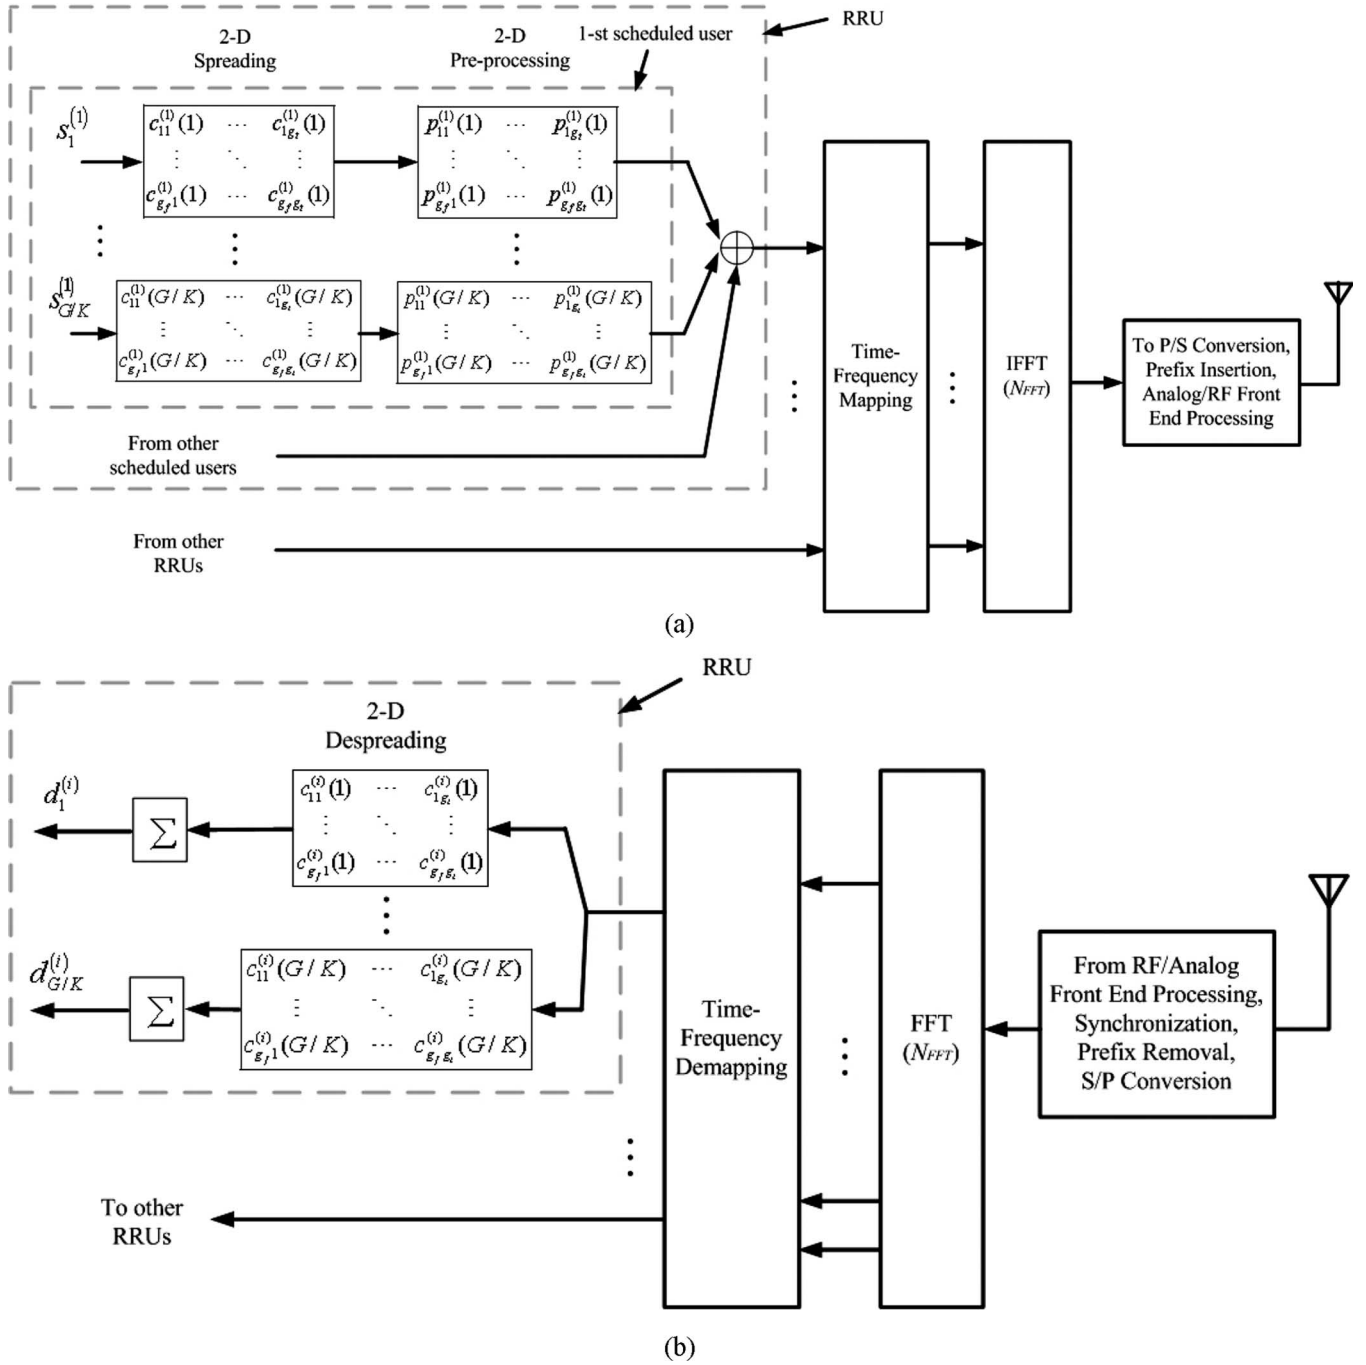 RRU
2-D
Spreading
2-D
Pre-processing
1-st scheduled user
s_1^{(1)}
c_{11}^{(1)}(1) ⋯ c_{1g_t}^{(1)}(1)
⋮ ⋱ ⋮
c_{g_f1}^{(1)}(1) ⋯ c_{g_fg_t}^{(1)}(1)
p_{11}^{(1)}(1) ⋯ p_{1g_t}^{(1)}(1)
⋮ ⋱ ⋮
p_{g_f1}^{(1)}(1) ⋯ p_{g_fg_t}^{(1)}(1)
⋮ ⋮ ⋮
s_{G/K}^{(1)}
c_{11}^{(1)}(G/K) ⋯ c_{1g_t}^{(1)}(G/K)
⋮ ⋱ ⋮
c_{g_f1}^{(1)}(G/K) ⋯ c_{g_fg_t}^{(1)}(G/K)
p_{11}^{(1)}(G/K) ⋯ p_{1g_t}^{(1)}(G/K)
⋮ ⋱ ⋮
p_{g_f1}^{(1)}(G/K) ⋯ p_{g_fg_t}^{(1)}(G/K)
From other
scheduled users
From other
RRUs
⋮
Time-
Frequency
Mapping
⋮
IFFT
(N_{FFT})
To P/S Conversion,
Prefix Insertion,
Analog/RF Front
End Processing
(a)
RRU
2-D
Despreading
d_1^{(i)}
∑
c_{11}^{(i)}(1) ⋯ c_{1g_t}^{(i)}(1)
⋮ ⋱ ⋮
c_{g_f1}^{(i)}(1) ⋯ c_{g_fg_t}^{(i)}(1)
⋮
d_{G/K}^{(i)}
∑
c_{11}^{(i)}(G/K) ⋯ c_{1g_t}^{(i)}(G/K)
⋮ ⋱ ⋮
c_{g_f1}^{(i)}(G/K) ⋯ c_{g_fg_t}^{(i)}(G/K)
⋮
To other
RRUs
Time-
Frequency
Demapping
⋮
FFT
(N_{FFT})
From RF/Analog
Front End Processing,
Synchronization,
Prefix Removal,
S/P Conversion
(b)